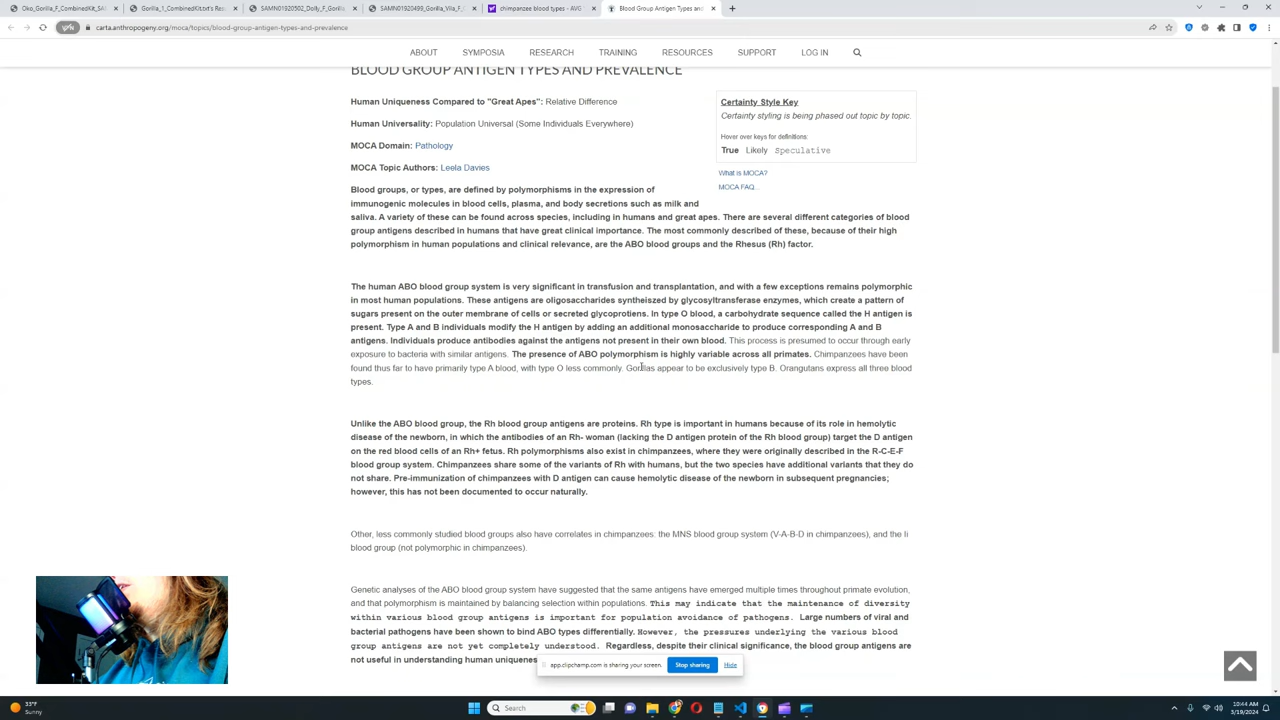 Oko_Gorilla_F_CombinedKit_SA
Gorilla_1_CombinedKit.txt's Res
SAMN01920502_Dolly_F_Gorilla
SAMN01920499_Gorilla_Vila_F
chimpanzee blood types - AVG
Blood Group Antigen Types and
VPN
carta.anthropogeny.org/moca/topics/blood-group-antigen-types-and-prevalence
ABOUT SYMPOSIA RESEARCH TRAINING RESOURCES SUPPORT LOG IN
BLOOD GROUP ANTIGEN TYPES AND PREVALENCE
Human Uniqueness Compared to "Great Apes": Relative Difference
Human Universality: Population Universal (Some Individuals Everywhere)
MOCA Domain: Pathology
MOCA Topic Authors: Leela Davies
Certainty Style Key
Certainty styling is being phased out topic by topic.
Hover over keys for definitions:
True Likely Speculative
What is MOCA?
MOCA FAQ...
Blood groups, or types, are defined by polymorphisms in the expression of
immunogenic molecules in blood cells, plasma, and body secretions such as milk and
saliva. A variety of these can be found across species, including in humans and great apes. There are several different categories of blood
group antigens described in humans that have great clinical importance. The most commonly described of these, because of their high
polymorphism in human populations and clinical relevance, are the ABO blood groups and the Rhesus (Rh) factor.
The human ABO blood group system is very significant in transfusion and transplantation, and with a few exceptions remains polymorphic
in most human populations. These antigens are oligosaccharides syntheiszed by glycosyltransferase enzymes, which create a pattern of
sugars present on the outer membrane of cells or secreted glycoprotiens. In type O blood, a carbohydrate sequence called the H antigen is
present. Type A and B individuals modify the H antigen by adding an additional monosaccharide to produce corresponding A and B
antigens. Individuals produce antibodies against the antigens not present in their own blood. This process is presumed to occur through early
exposure to bacteria with similar antigens. The presence of ABO polymorphism is highly variable across all primates. Chimpanzees have been
found thus far to have primarily type A blood, with type O less commonly. Gorillas appear to be exclusively type B. Orangutans express all three blood
types.
Unlike the ABO blood group, the Rh blood group antigens are proteins. Rh type is important in humans because of its role in hemolytic
disease of the newborn, in which the antibodies of an Rh- woman (lacking the D antigen protein of the Rh blood group) target the D antigen
on the red blood cells of an Rh+ fetus. Rh polymorphisms also exist in chimpanzees, where they were originally described in the R-C-E-F
blood group system. Chimpanzees share some of the variants of Rh with humans, but the two species have additional variants that they do
not share. Pre-immunization of chimpanzees with D antigen can cause hemolytic disease of the newborn in subsequent pregnancies;
however, this has not been documented to occur naturally.
Other, less commonly studied blood groups also have correlates in chimpanzees: the MNS blood group system (V-A-B-D in chimpanzees), and the Ii
blood group (not polymorphic in chimpanzees).
Genetic analyses of the ABO blood group system have suggested that the same antigens have emerged multiple times throughout primate evolution,
and that polymorphism is maintained by balancing selection within populations. This may indicate that the maintenance of diversity
within various blood group antigens is important for population avoidance of pathogens. Large numbers of viral and
bacterial pathogens have been shown to bind ABO types differentially. However, the pressures underlying the various blood
group antigens are not yet completely understood. Regardless, despite their clinical significance, the blood group antigens are
not useful in understanding human uniqueness
app.clipchamp.com is sharing your screen. Stop sharing Hide
33°F
Sunny
Search
10:44 AM
3/19/2024